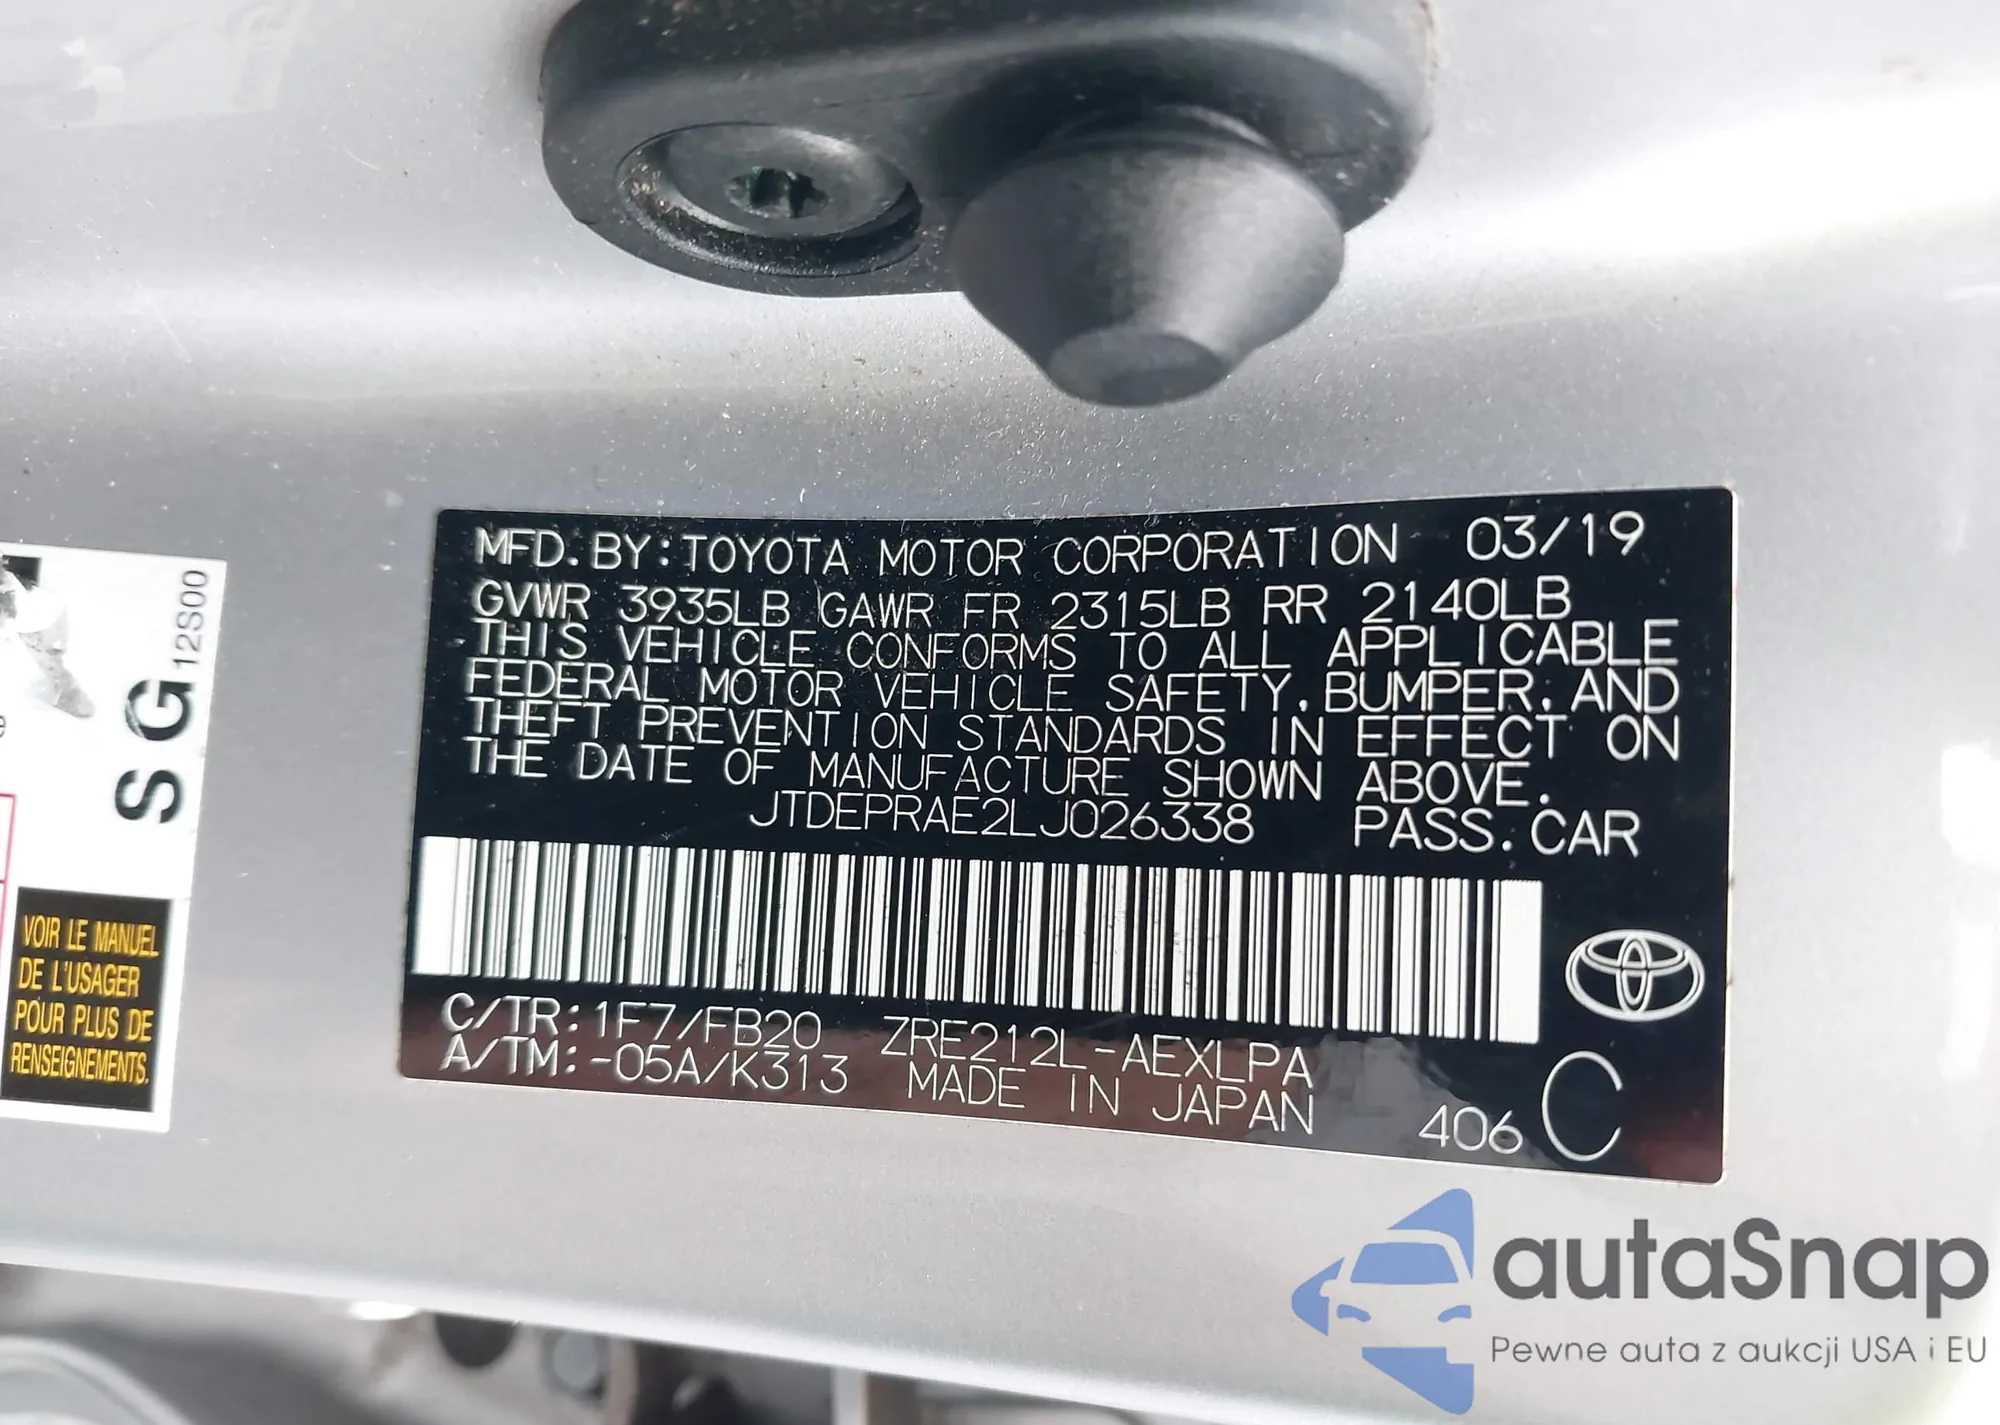 MFD. BY: TOYOTA MOTOR CORPORATION 03/19
GVWR 3935LB GAWR FR 2315LB RR 2140LB
THIS VEHICLE CONFORMS TO ALL APPLICABLE
FEDERAL MOTOR VEHICLE SAFETY, BUMPER, AND
THEFT PREVENTION STANDARDS IN EFFECT ON
THE DATE OF MANUFACTURE SHOWN ABOVE.
JTDEPRAE2LJ026338 PASS. CAR
C/TR: 1F7/FB20 ZRE212L-AEXLPA
A/TM: -05A/K313 MADE IN JAPAN
406 C
SG
12S00
VOIR LE MANUEL
DE L'USAGER
POUR PLUS DE
RENSEIGNEMENTS.
autaSnap
Pewne auta z aukcji USA i EU